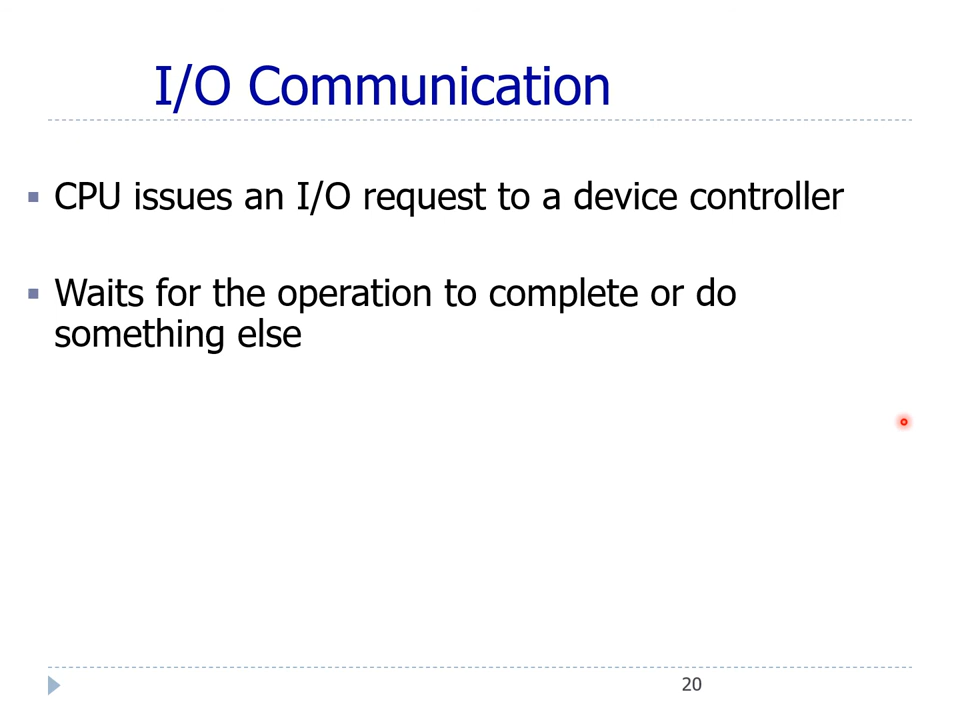 I/O Communication
CPU issues an I/O request to a device controller
Waits for the operation to complete or do
something else
20